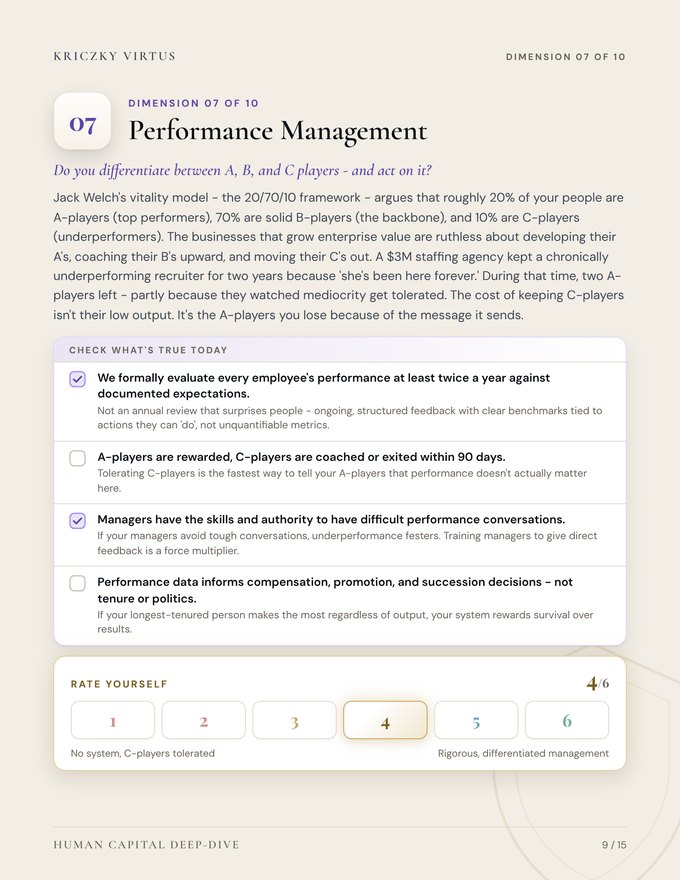 KRICZKY VIRTUS
DIMENSION 07 OF 10
07
DIMENSION 07 OF 10
Performance Management
Do you differentiate between A, B, and C players - and act on it?
Jack Welch's vitality model - the 20/70/10 framework - argues that roughly 20% of your people are
A-players (top performers), 70% are solid B-players (the backbone), and 10% are C-players
(underperformers). The businesses that grow enterprise value are ruthless about developing their
A's, coaching their B's upward, and moving their C's out. A $3M staffing agency kept a chronically
underperforming recruiter for two years because 'she's been here forever.' During that time, two A-
players left - partly because they watched mediocrity get tolerated. The cost of keeping C-players
isn't their low output. It's the A-players you lose because of the message it sends.
CHECK WHAT'S TRUE TODAY
We formally evaluate every employee's performance at least twice a year against
documented expectations.
Not an annual review that surprises people - ongoing, structured feedback with clear benchmarks tied to
actions they can 'do', not unquantifiable metrics.
A-players are rewarded, C-players are coached or exited within 90 days.
Tolerating C-players is the fastest way to tell your A-players that performance doesn't actually matter
here.
Managers have the skills and authority to have difficult performance conversations.
If your managers avoid tough conversations, underperformance festers. Training managers to give direct
feedback is a force multiplier.
Performance data informs compensation, promotion, and succession decisions - not
tenure or politics.
If your longest-tenured person makes the most regardless of output, your system rewards survival over
results.
RATE YOURSELF
4/6
1 2 3 4 5 6
No system, C-players tolerated
Rigorous, differentiated management
HUMAN CAPITAL DEEP-DIVE
9 / 15